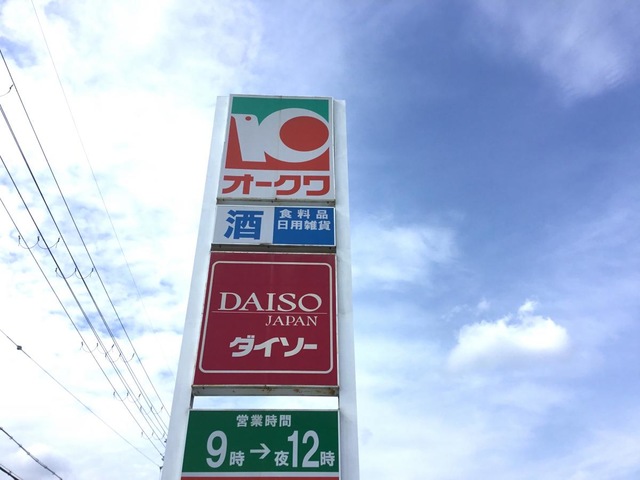 オークワ
酒
食料品
日用雑貨
DAISO
JAPAN
ダイソー
営業時間
9時→夜12時